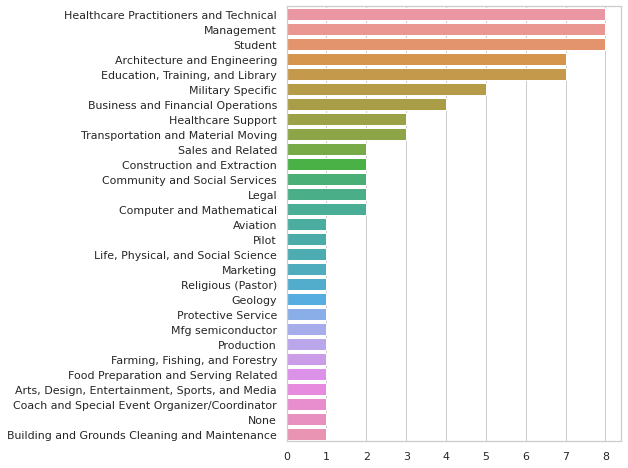 Healthcare Practitioners and Technical
Management
Student
Architecture and Engineering
Education, Training, and Library
Military Specific
Business and Financial Operations
Healthcare Support
Transportation and Material Moving
Sales and Related
Construction and Extraction
Community and Social Services
Legal
Computer and Mathematical
Aviation
Pilot
Life, Physical, and Social Science
Marketing
Religious (Pastor)
Geology
Protective Service
Mfg semiconductor
Production
Farming, Fishing, and Forestry
Food Preparation and Serving Related
Arts, Design, Entertainment, Sports, and Media
Coach and Special Event Organizer/Coordinator
None
Building and Grounds Cleaning and Maintenance
0 1 2 3 4 5 6 7 8